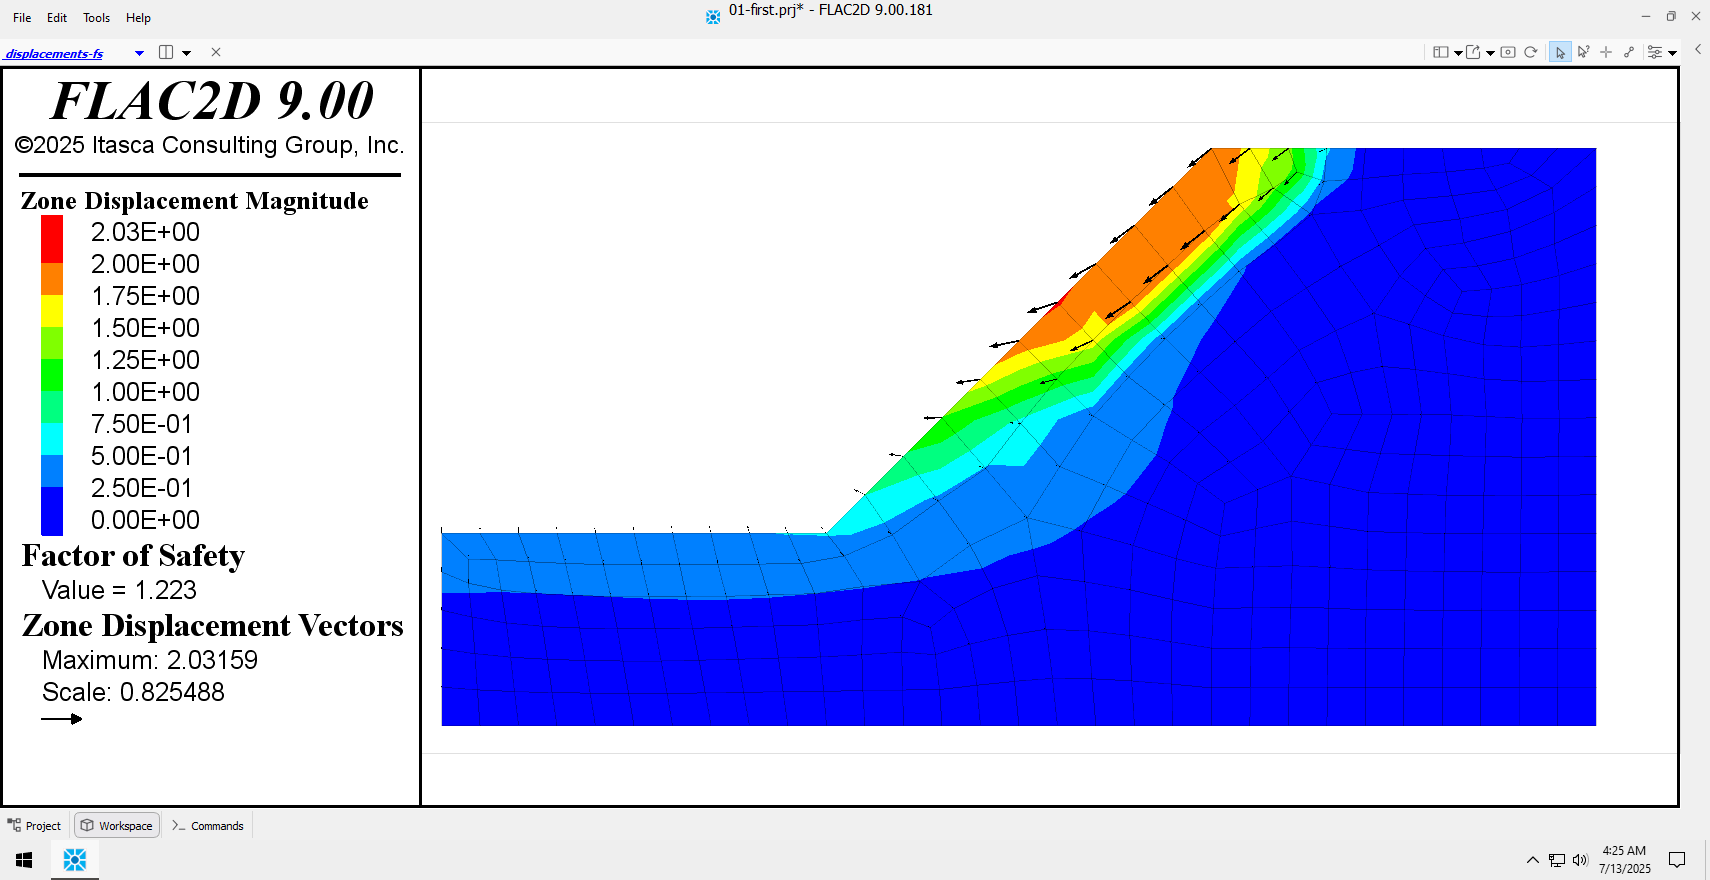 File Edit Tools Help
01-first.prj* - FLAC2D 9.00.181
displacements-fs
FLAC2D 9.00
©2025 Itasca Consulting Group, Inc.
Zone Displacement Magnitude
2.03E+00
2.00E+00
1.75E+00
1.50E+00
1.25E+00
1.00E+00
7.50E-01
5.00E-01
2.50E-01
0.00E+00
Factor of Safety
Value = 1.223
Zone Displacement Vectors
Maximum: 2.03159
Scale: 0.825488
Project Workspace Commands
4:25 AM
7/13/2025